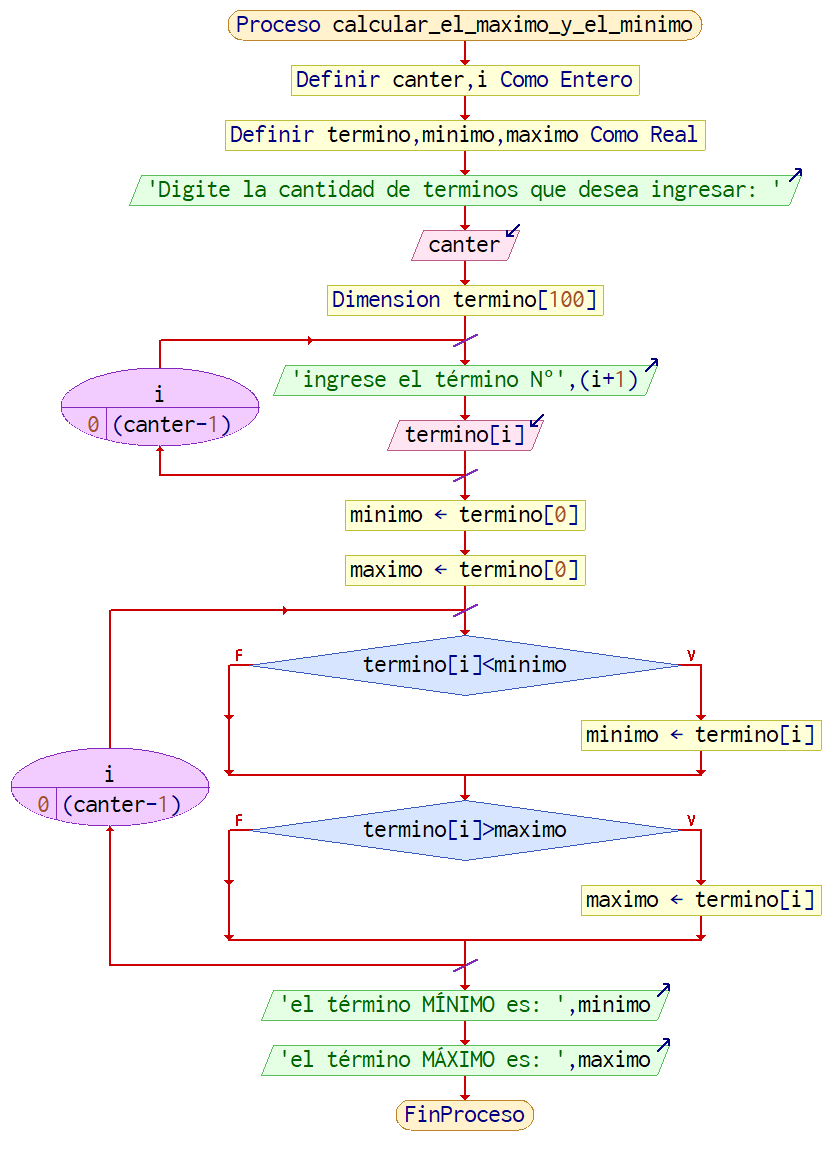 Proceso calcular_el_maximo_y_el_minimo
Definir canter,i Como Entero
Definir termino,minimo,maximo Como Real
'Digite la cantidad de terminos que desea ingresar: '
canter
Dimension termino[100]
i
0 (canter-1)
'ingrese el término N°',(i+1)
termino[i]
minimo ← termino[0]
maximo ← termino[0]
i
0 (canter-1)
termino[i]<minimo
F
V
minimo ← termino[i]
termino[i]>maximo
F
V
maximo ← termino[i]
'el término MÍNIMO es: ',minimo
'el término MÁXIMO es: ',maximo
FinProceso